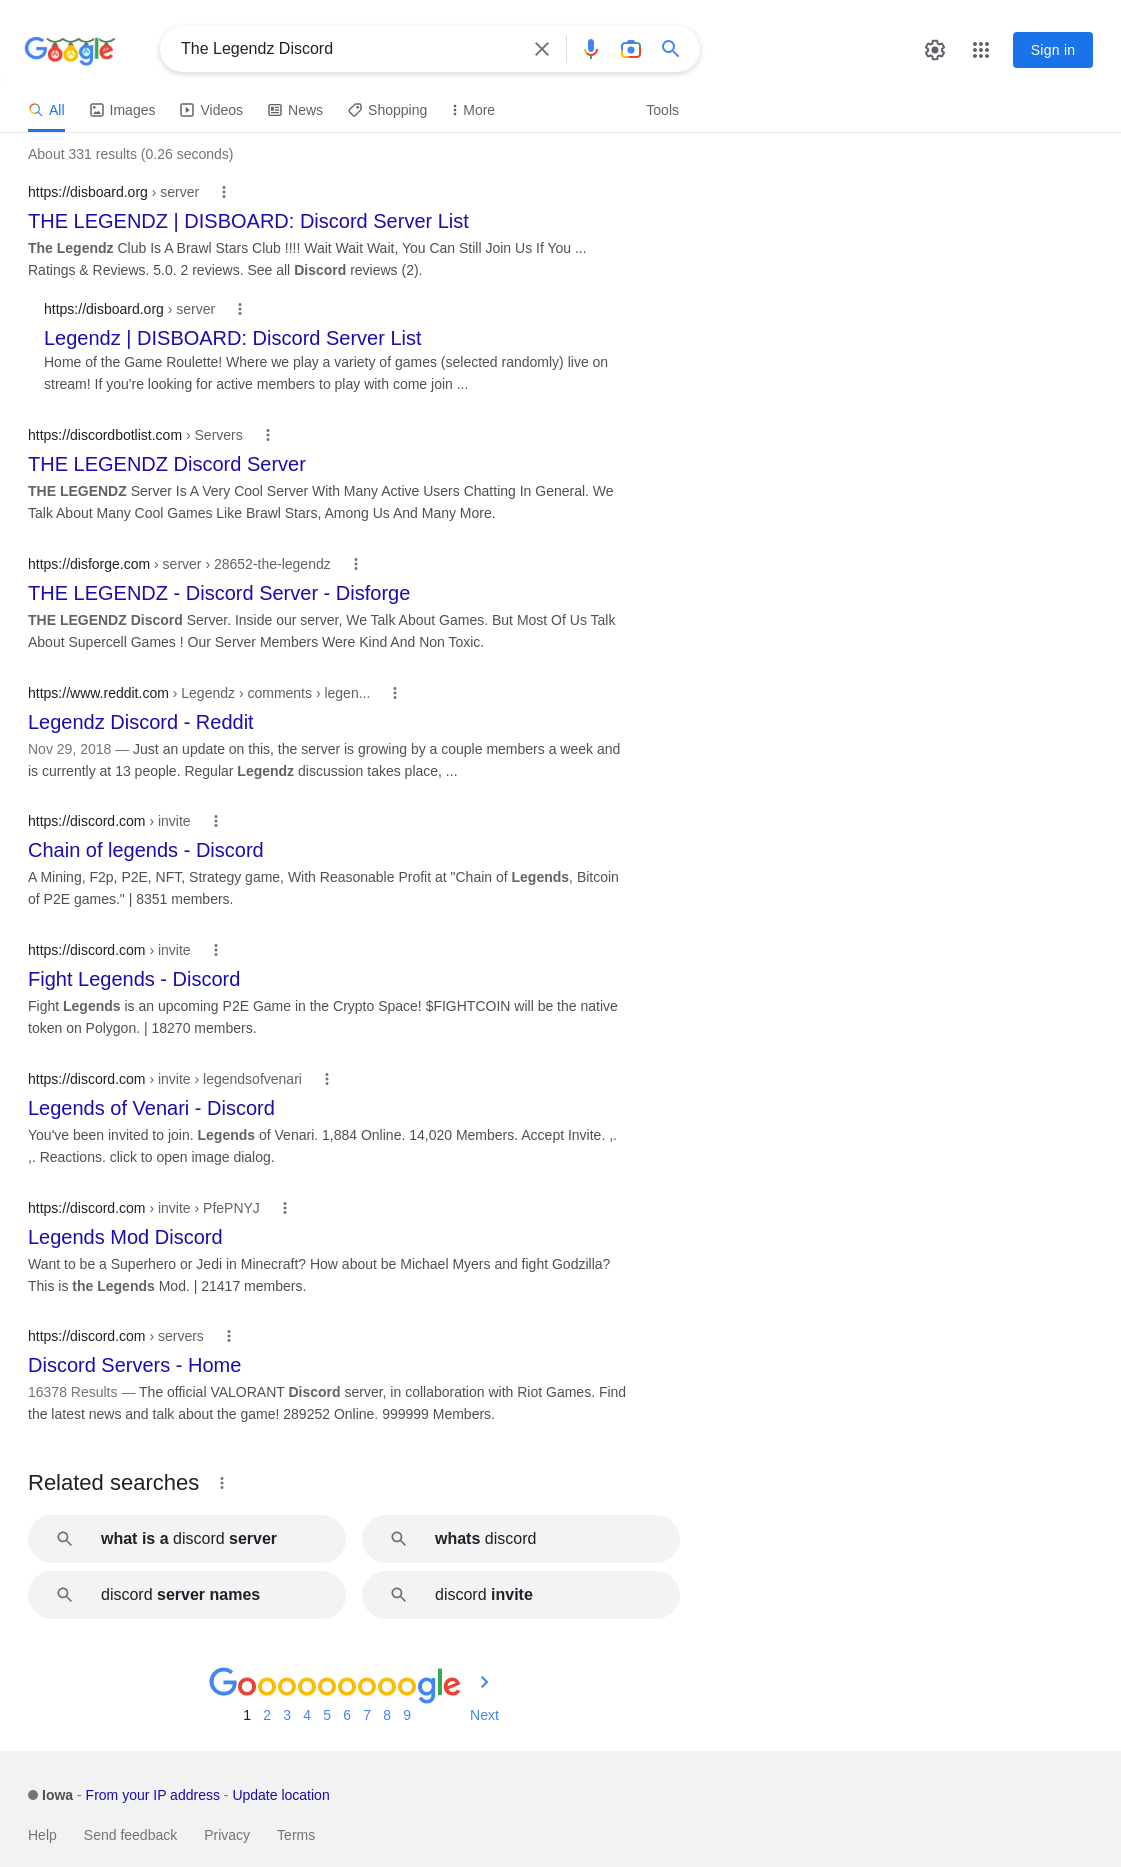 Google
The Legendz Discord
Sign in
All
Images
Videos
News
Shopping
More
Tools
About 331 results (0.26 seconds)
https://disboard.org › server
THE LEGENDZ | DISBOARD: Discord Server List
The Legendz Club Is A Brawl Stars Club !!!! Wait Wait Wait, You Can Still Join Us If You ...
Ratings & Reviews. 5.0. 2 reviews. See all Discord reviews (2).
https://disboard.org › server
Legendz | DISBOARD: Discord Server List
Home of the Game Roulette! Where we play a variety of games (selected randomly) live on
stream! If you're looking for active members to play with come join ...
https://discordbotlist.com › Servers
THE LEGENDZ Discord Server
THE LEGENDZ Server Is A Very Cool Server With Many Active Users Chatting In General. We
Talk About Many Cool Games Like Brawl Stars, Among Us And Many More.
https://disforge.com › server › 28652-the-legendz
THE LEGENDZ - Discord Server - Disforge
THE LEGENDZ Discord Server. Inside our server, We Talk About Games. But Most Of Us Talk
About Supercell Games ! Our Server Members Were Kind And Non Toxic.
https://www.reddit.com › Legendz › comments › legen...
Legendz Discord - Reddit
Nov 29, 2018 — Just an update on this, the server is growing by a couple members a week and
is currently at 13 people. Regular Legendz discussion takes place, ...
https://discord.com › invite
Chain of legends - Discord
A Mining, F2p, P2E, NFT, Strategy game, With Reasonable Profit at "Chain of Legends, Bitcoin
of P2E games." | 8351 members.
https://discord.com › invite
Fight Legends - Discord
Fight Legends is an upcoming P2E Game in the Crypto Space! $FIGHTCOIN will be the native
token on Polygon. | 18270 members.
https://discord.com › invite › legendsofvenari
Legends of Venari - Discord
You've been invited to join. Legends of Venari. 1,884 Online. 14,020 Members. Accept Invite. ,.
,. Reactions. click to open image dialog.
https://discord.com › invite › PfePNYJ
Legends Mod Discord
Want to be a Superhero or Jedi in Minecraft? How about be Michael Myers and fight Godzilla?
This is the Legends Mod. | 21417 members.
https://discord.com › servers
Discord Servers - Home
16378 Results — The official VALORANT Discord server, in collaboration with Riot Games. Find
the latest news and talk about the game! 289252 Online. 999999 Members.
Related searches
what is a discord server
whats discord
discord server names
discord invite
Goooooooooogle
1 2 3 4 5 6 7 8 9 Next
Iowa - From your IP address - Update location
Help Send feedback Privacy Terms